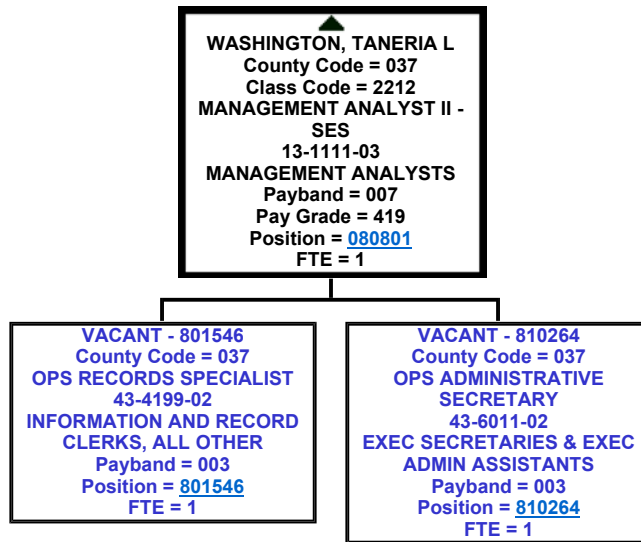 WASHINGTON, TANERIA L
County Code = 037
Class Code = 2212
MANAGEMENT ANALYST II -
SES
13-1111-03
MANAGEMENT ANALYSTS
Payband = 007
Pay Grade = 419
Position = 080801
FTE = 1
VACANT - 801546
County Code = 037
OPS RECORDS SPECIALIST
43-4199-02
INFORMATION AND RECORD
CLERKS, ALL OTHER
Payband = 003
Position = 801546
FTE = 1
VACANT - 810264
County Code = 037
OPS ADMINISTRATIVE
SECRETARY
43-6011-02
EXEC SECRETARIES & EXEC
ADMIN ASSISTANTS
Payband = 003
Position = 810264
FTE = 1